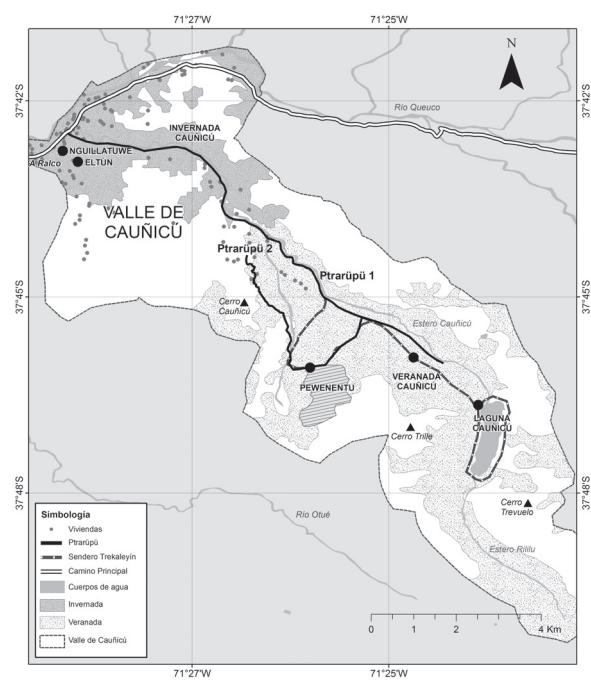 71°27'W
71°25'W
N
37°42'S
37°42'S
Río Queuco
INVERNADA
CAUÑICÚ
NGUILLATUWE
A Ralco
ELTUN
VALLE DE
CAUÑICÚ
Ptrarüpü 2
Ptrarüpü 1
37°45'S
37°45'S
Cerro
Cauñicú
Estero Cauñicú
PEWENENTU
VERANADA
CAUÑICÚ
LAGUNA
CAUÑICÚ
Cerro Trille
37°48'S
37°48'S
Cerro
Trevuelo
Río Otué
Estero Rililu
Simbología
Viviendas
Ptrarüpü
Sendero Trekaleyín
Camino Principal
Cuerpos de agua
Invernada
Veranada
Valle de Cauñicú
0 1 2 4 Km
71°27'W
71°25'W